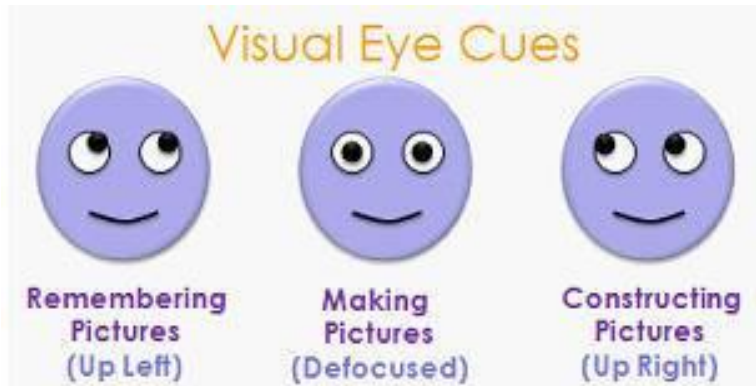 Visual Eye Cues
Remembering
Pictures
(Up Left)
Making
Pictures
(Defocused)
Constructing
Pictures
(Up Right)